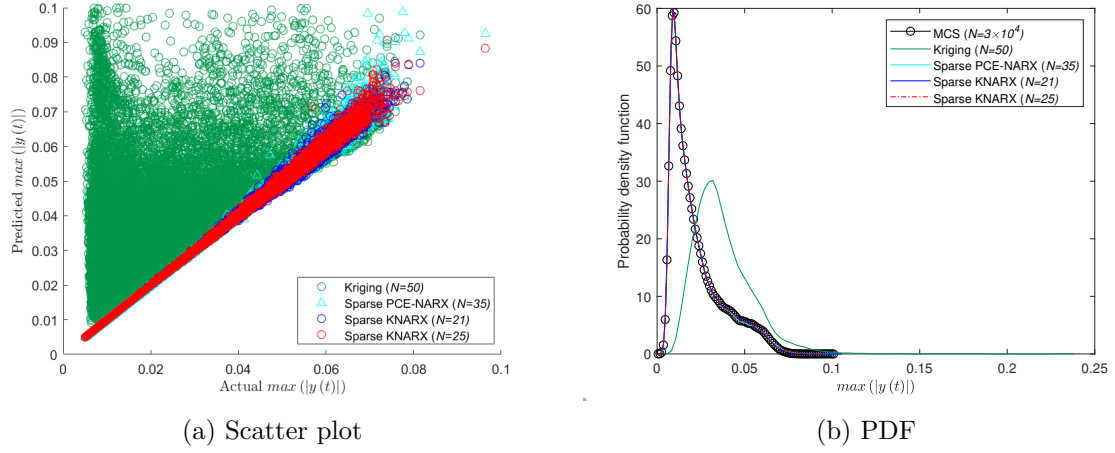 Predicted max (|y (t)|)
0.1
0.09
0.08
0.07
0.06
0.05
0.04
0.03
0.02
0.01
0
0
0.02
0.04
0.06
0.08
0.1
Kriging (N=50)
Sparse PCE-NARX (N=35)
Sparse KNARX (N=21)
Sparse KNARX (N=25)
Actual max (|y (t)|)
(a) Scatter plot
Probability density function
60
50
40
30
20
10
0
0
0.05
0.1
0.15
0.2
0.25
MCS (N=3×10⁴)
Kriging (N=50)
Sparse PCE-NARX (N=35)
Sparse KNARX (N=21)
Sparse KNARX (N=25)
max (|y (t)|)
(b) PDF